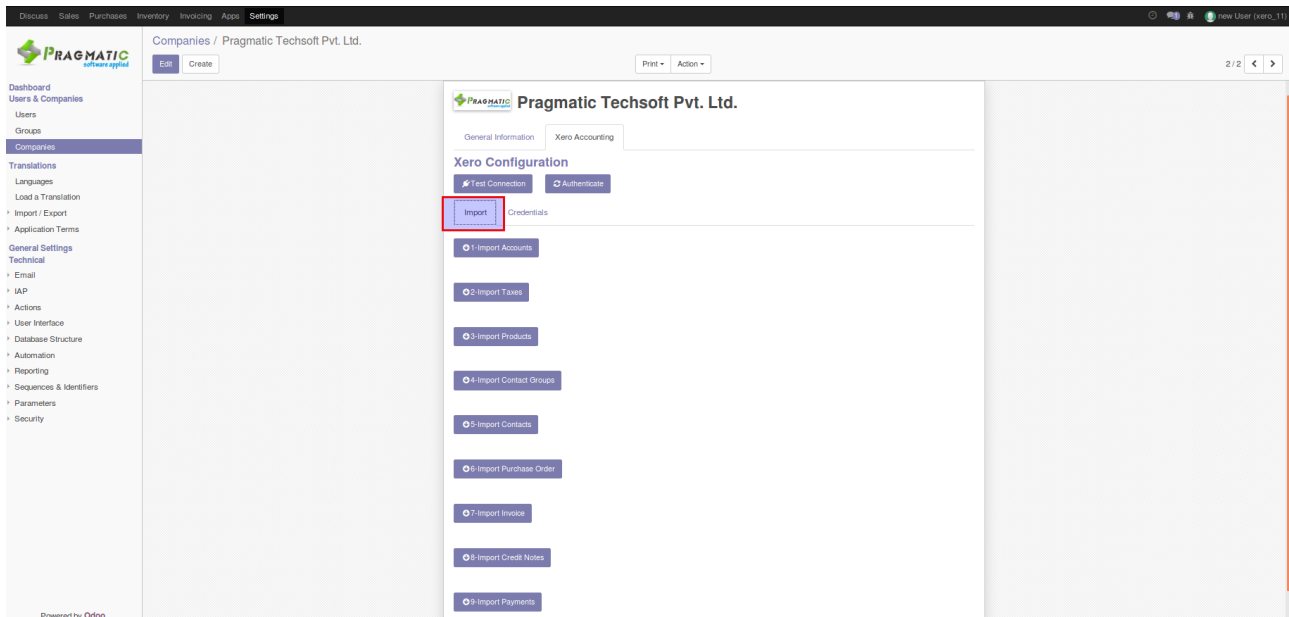 Discuss Sales Purchases Inventory Invoicing Apps Settings
new User (xero_11)
PRAGMATIC
software applied
Companies / Pragmatic Techsoft Pvt. Ltd.
Edit Create
Print Action
2 / 2
Dashboard
Users & Companies
Users
Groups
Companies
Translations
Languages
Load a Translation
Import / Export
Application Terms
General Settings
Technical
Email
IAP
Actions
User Interface
Database Structure
Automation
Reporting
Sequences & Identifiers
Parameters
Security
Powered by Odoo
PRAGMATIC
Pragmatic Techsoft Pvt. Ltd.
General Information Xero Accounting
Xero Configuration
Test Connection Authenticate
Import Credentials
1-Import Accounts
2-Import Taxes
3-Import Products
4-Import Contact Groups
5-Import Contacts
6-Import Purchase Order
7-Import Invoice
8-Import Credit Notes
9-Import Payments